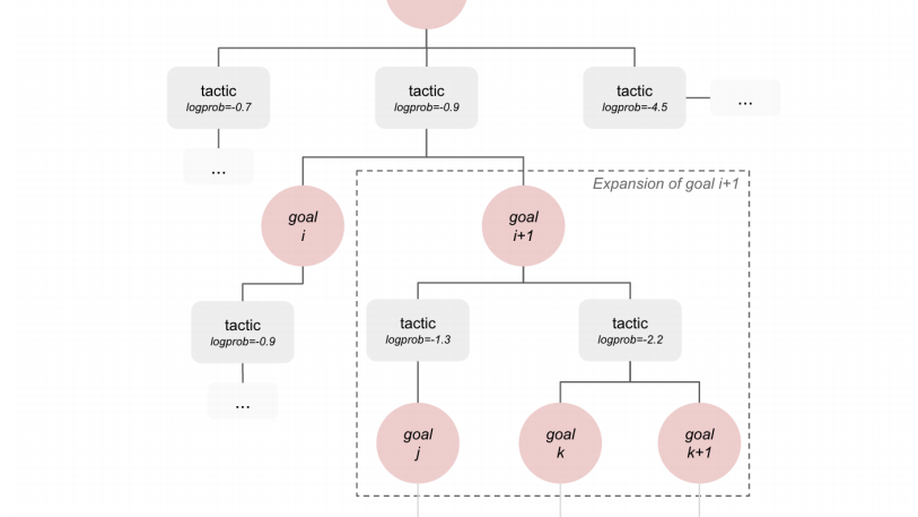 tactic
logprob=-0.7
tactic
logprob=-0.9
tactic
logprob=-4.5
...
...
Expansion of goal i+1
goal
i
goal
i+1
tactic
logprob=-0.9
tactic
logprob=-1.3
tactic
logprob=-2.2
...
goal
j
goal
k
goal
k+1